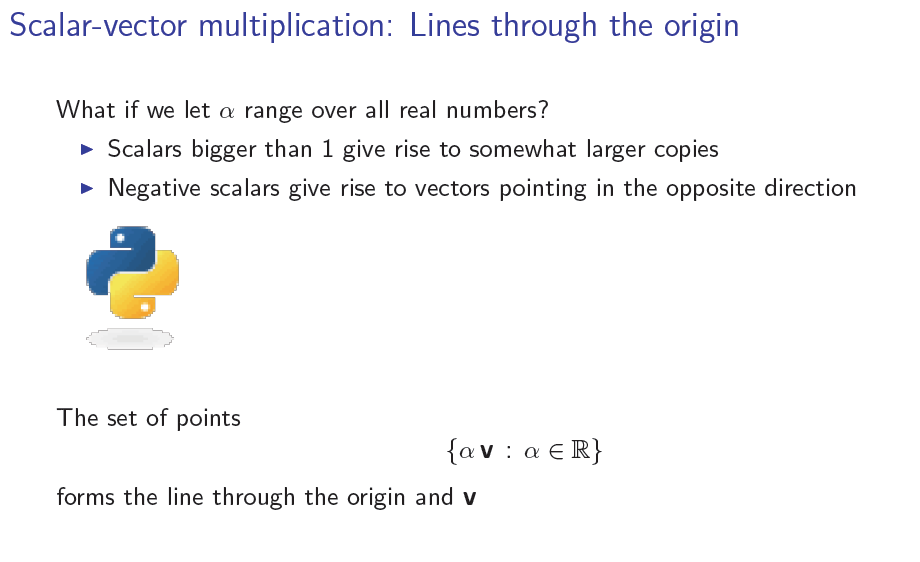 Scalar-vector multiplication: Lines through the origin
What if we let α range over all real numbers?
▶ Scalars bigger than 1 give rise to somewhat larger copies
▶ Negative scalars give rise to vectors pointing in the opposite direction
The set of points
{α v : α ∈ ℝ}
forms the line through the origin and v